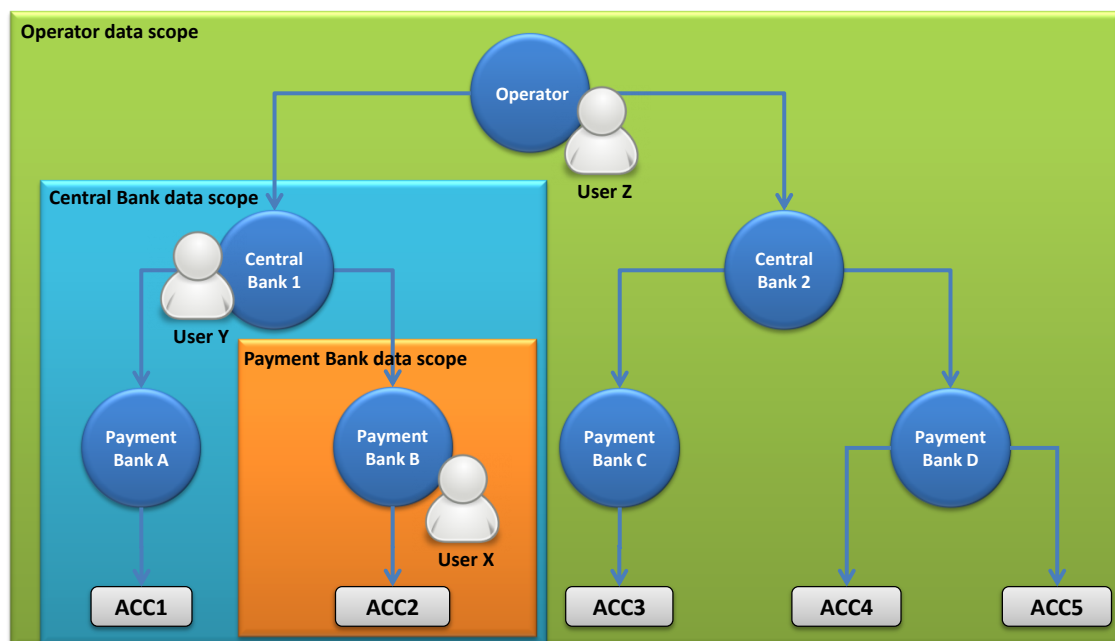 Operator data scope
Operator
User Z
Central Bank data scope
Central
Bank 1
User Y
Central
Bank 2
Payment Bank data scope
Payment
Bank A
Payment
Bank B
User X
Payment
Bank C
Payment
Bank D
ACC1
ACC2
ACC3
ACC4
ACC5